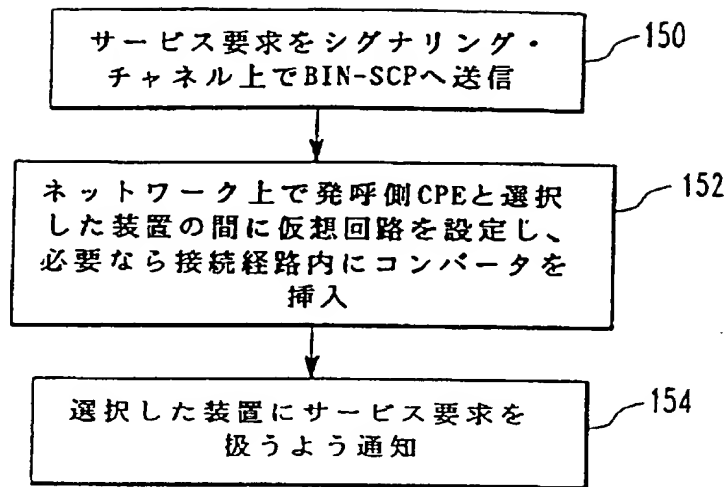 サービス要求をシグナリング・
チャネル上でBIN-SCPへ送信
150
ネットワーク上で発呼側CPEと選択
した装置の間に仮想回路を設定じ、
必要なら接続経路内にコンバータを
挿入
152
選択した装置にサービス要求を
扱うよう通知
154